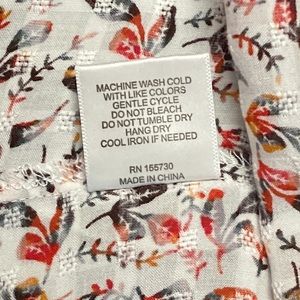 MACHINE WASH COLD
WITH LIKE COLORS
GENTLE CYCLE
DO NOT BLEACH
DO NOT TUMBLE DRY
HANG DRY
COOL IRON IF NEEDED
RN 155730
MADE IN CHINA